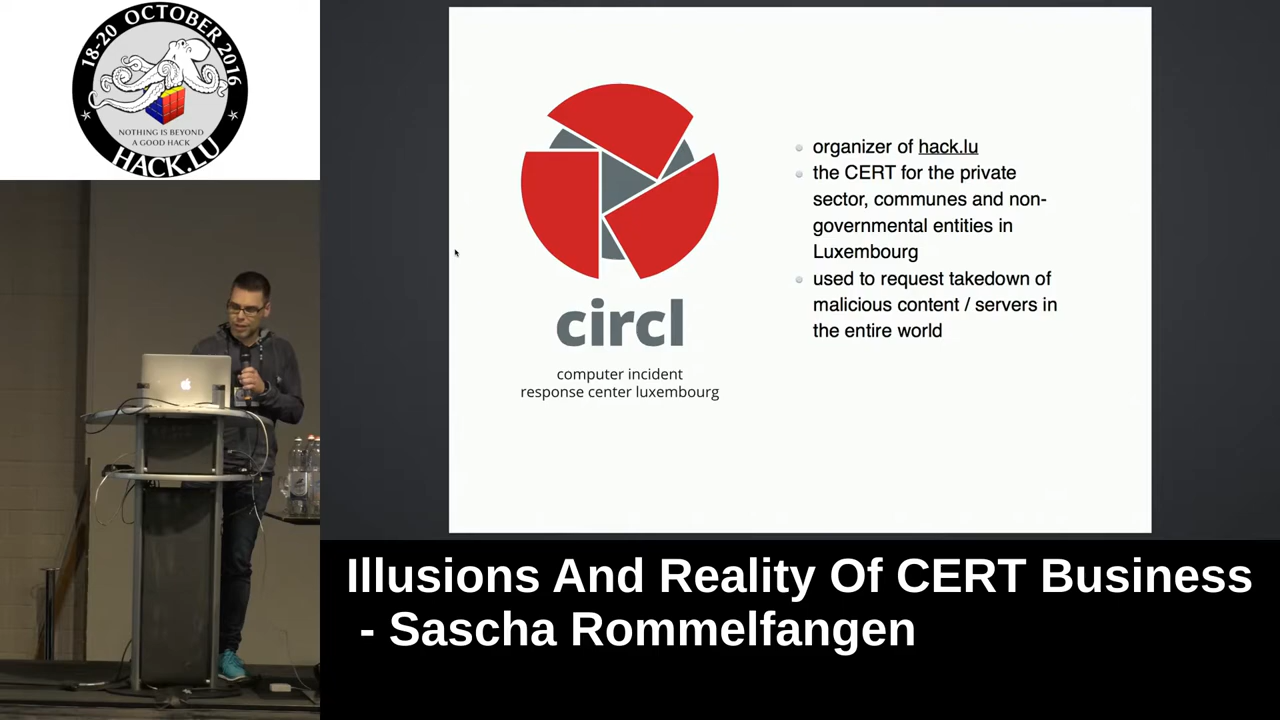 18-20 OCTOBER 2016
NOTHING IS BEYOND
A GOOD HACK
HACK.LU
organizer of hack.lu
the CERT for the private
sector, communes and non-
governmental entities in
Luxembourg
used to request takedown of
malicious content / servers in
the entire world
circl
computer incident
response center luxembourg
Illusions And Reality Of CERT Business
- Sascha Rommelfangen